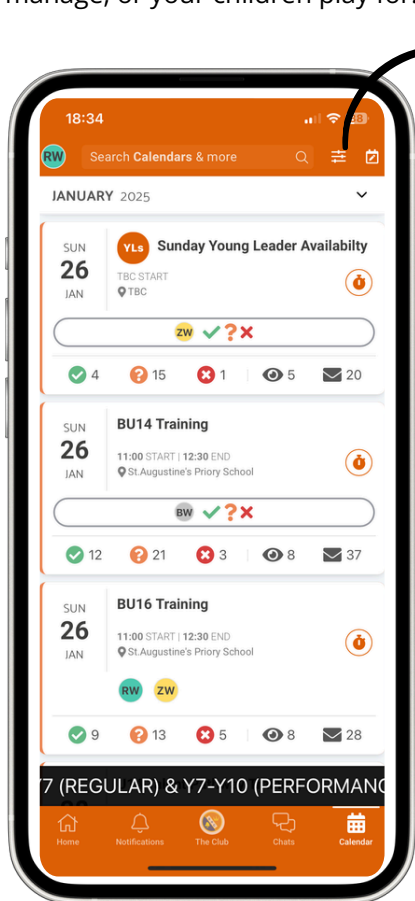 manage, or your children play for.
18:34
38
RW
Search Calendars & more
JANUARY 2025
SUN
26
JAN
YLs
Sunday Young Leader Availabilty
TBC START
TBC
ZW
4 15 1 5 20
SUN
26
JAN
BU14 Training
11:00 START | 12:30 END
St.Augustine's Priory School
BW
12 21 3 8 37
SUN
26
JAN
BU16 Training
11:00 START | 12:30 END
St.Augustine's Priory School
RW ZW
9 13 5 8 28
Y7 (REGULAR) & Y7-Y10 (PERFORMANC
Home Notifications The Club Chats Calendar